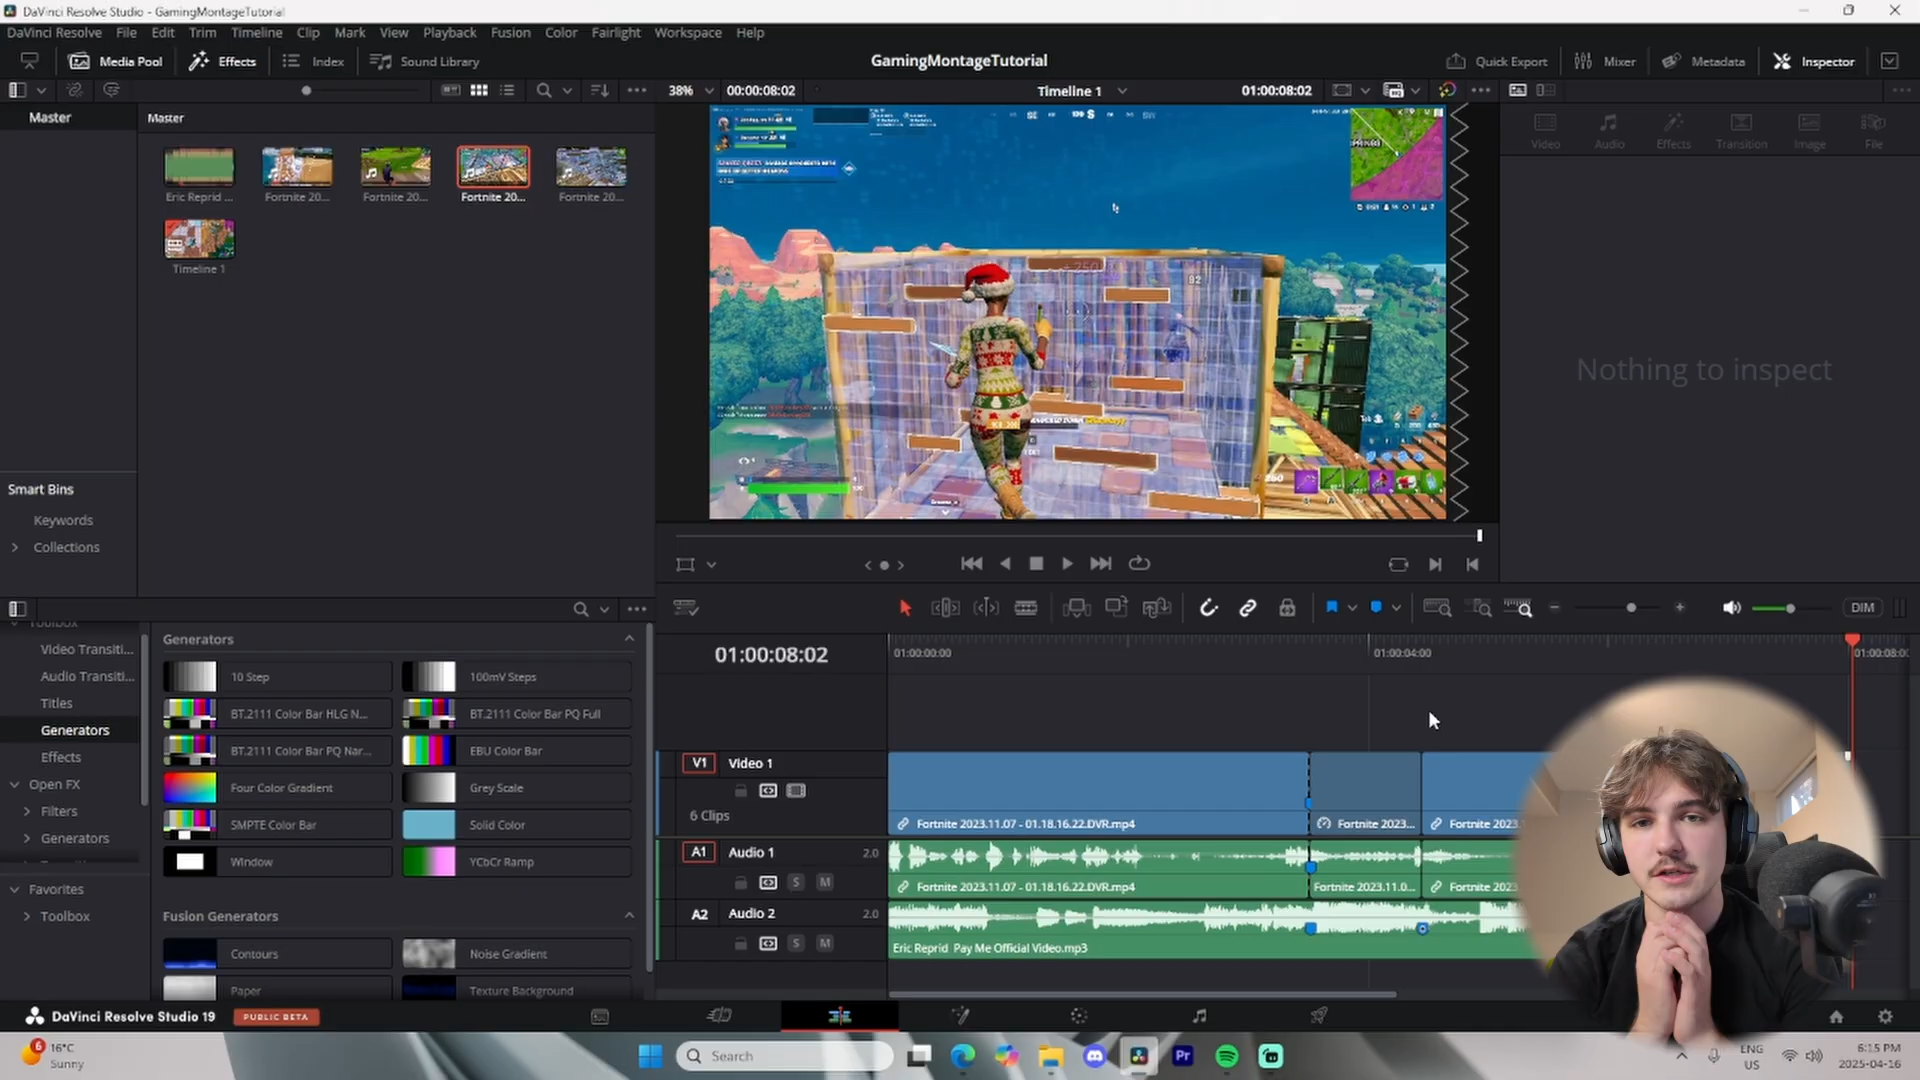 DaVinci Resolve Studio - GamingMontageTutorial
DaVinci Resolve File Edit Trim Timeline Clip Mark View Playback Fusion Color Fairlight Workspace Help
Media Pool Effects Index Sound Library GamingMontageTutorial Quick Export Mixer Metadata Inspector
38% 00:00:08:02 Timeline 1 01:00:08:02
Master Master
Video Audio Effects Transition Image File
Eric Reprid ... Fortnite 20... Fortnite 20... Fortnite 20... Fortnite 20...
Timeline 1
Nothing to inspect
Smart Bins
Keywords
Collections
DIM
Toolbox
Video Transiti...
Audio Transiti...
Titles
Generators
Effects
Open FX
Filters
Generators
Favorites
Toolbox
Generators
10 Step 100mV Steps
BT.2111 Color Bar HLG N... BT.2111 Color Bar PQ Full
BT.2111 Color Bar PQ Nar... EBU Color Bar
Four Color Gradient Grey Scale
SMPTE Color Bar Solid Color
Window YCbCr Ramp
Fusion Generators
Contours Noise Gradient
Paper Texture Background
01:00:08:02 01:00:00:00 01:00:04:00 01:00:08:00
V1 Video 1
6 Clips
Fortnite 2023.11.07 - 01.18.16.22.DVR.mp4 Fortnite 2023... Fortnite 2023
A1 Audio 1 2.0
S M
Fortnite 2023.11.07 - 01.18.16.22.DVR.mp4 Fortnite 2023.11.0... Fortnite 2023
A2 Audio 2 2.0
S M
Eric Reprid Pay Me Official Video.mp3
DaVinci Resolve Studio 19 PUBLIC BETA
6
16°C
Sunny
Search
Pr
ENG
US
6:15 PM
2025-04-16